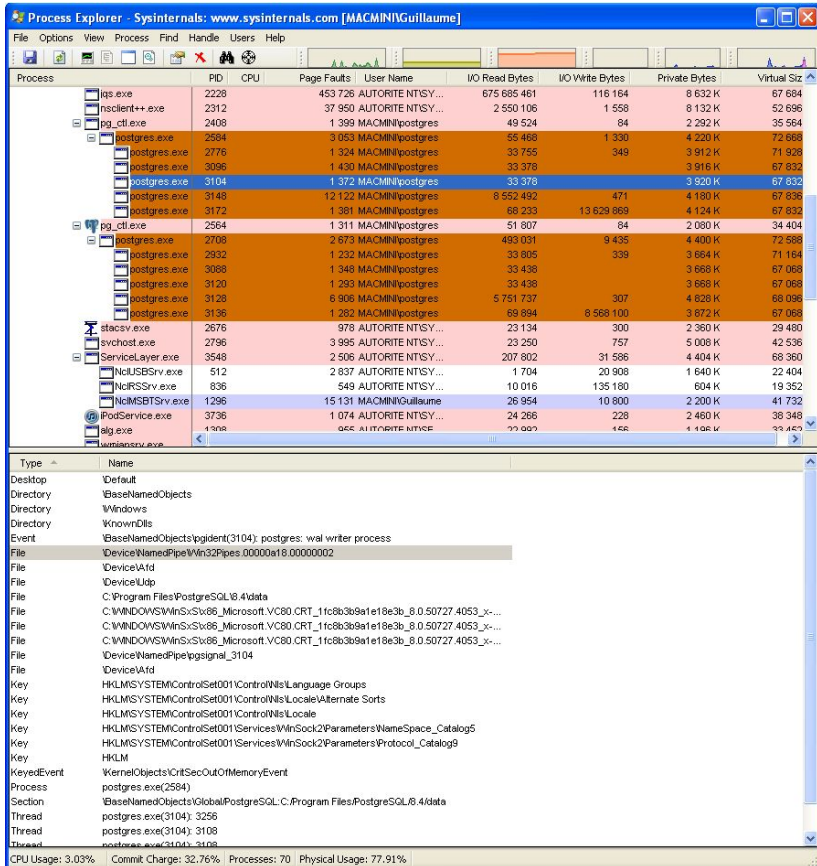 Process Explorer - Sysinternals: www.sysinternals.com [MACMINI\Guillaume]
File Options View Process Find Handle Users Help
Process PID CPU Page Faults User Name I/O Read Bytes I/O Write Bytes Private Bytes Virtual Siz
jqs.exe 2228 453 726 AUTORITE NT\SY... 675 685 461 116 164 8 632 K 67 684
nsclient++.exe 2312 37 950 AUTORITE NT\SY... 2 550 106 1 558 8 132 K 52 696
pg_ctl.exe 2408 1 399 MACMINI\postgres 49 524 84 2 292 K 35 564
postgres.exe 2584 3 053 MACMINI\postgres 55 468 1 330 4 220 K 72 668
postgres.exe 2776 1 324 MACMINI\postgres 33 755 349 3 912 K 71 928
postgres.exe 3096 1 430 MACMINI\postgres 33 378 3 916 K 67 832
postgres.exe 3104 1 372 MACMINI\postgres 33 378 3 920 K 67 832
postgres.exe 3148 12 122 MACMINI\postgres 8 552 492 471 4 180 K 67 836
postgres.exe 3172 1 381 MACMINI\postgres 68 233 13 629 869 4 124 K 67 832
pg_ctl.exe 2564 1 311 MACMINI\postgres 51 807 84 2 080 K 34 404
postgres.exe 2708 2 673 MACMINI\postgres 493 031 9 435 4 400 K 72 588
postgres.exe 2932 1 232 MACMINI\postgres 33 805 339 3 664 K 71 164
postgres.exe 3088 1 348 MACMINI\postgres 33 438 3 668 K 67 068
postgres.exe 3120 1 293 MACMINI\postgres 33 438 3 668 K 67 068
postgres.exe 3128 6 906 MACMINI\postgres 5 751 737 307 4 828 K 68 096
postgres.exe 3136 1 282 MACMINI\postgres 69 894 8 568 100 3 872 K 67 068
stacsv.exe 2676 978 AUTORITE NT\SY... 23 134 300 2 360 K 29 480
svchost.exe 2796 3 995 AUTORITE NT\SY... 23 250 757 5 008 K 42 536
ServiceLayer.exe 3548 2 506 AUTORITE NT\SY... 207 802 31 586 4 404 K 68 360
NclUSBSrv.exe 512 2 837 AUTORITE NT\SY... 1 704 20 908 1 640 K 22 404
NclRSSrv.exe 836 549 AUTORITE NT\SY... 10 016 135 180 604 K 19 352
NclMSBTSrv.exe 1296 15 131 MACMINI\Guillaume 26 954 10 800 2 200 K 41 732
iPodService.exe 3736 1 074 AUTORITE NT\SY... 24 266 228 2 460 K 38 348
alg.exe 1308 955 AUTORITE NT\SE... 22 992 156 1 196 K 33 452
wmiapsrv.exe
Type Name
Desktop \Default
Directory \BaseNamedObjects
Directory \Windows
Directory \KnownDlls
Event \BaseNamedObjects\pgident(3104): postgres: wal writer process
File \Device\NamedPipe\Win32Pipes.00000a18.00000002
File \Device\Afd
File \Device\Udp
File C:\Program Files\PostgreSQL\8.4\data
File C:\WINDOWS\WinSxS\x86_Microsoft.VC80.CRT_1fc8b3b9a1e18e3b_8.0.50727.4053_x-...
File C:\WINDOWS\WinSxS\x86_Microsoft.VC80.CRT_1fc8b3b9a1e18e3b_8.0.50727.4053_x-...
File C:\WINDOWS\WinSxS\x86_Microsoft.VC80.CRT_1fc8b3b9a1e18e3b_8.0.50727.4053_x-...
File \Device\NamedPipe\pgsignal_3104
File \Device\Afd
Key HKLM\SYSTEM\ControlSet001\Control\Nls\Language Groups
Key HKLM\SYSTEM\ControlSet001\Control\Nls\Locale\Alternate Sorts
Key HKLM\SYSTEM\ControlSet001\Control\Nls\Locale
Key HKLM\SYSTEM\ControlSet001\Services\WinSock2\Parameters\NameSpace_Catalog5
Key HKLM\SYSTEM\ControlSet001\Services\WinSock2\Parameters\Protocol_Catalog9
Key HKLM
KeyedEvent \KernelObjects\CritSecOutOfMemoryEvent
Process postgres.exe(2584)
Section \BaseNamedObjects\Global/PostgreSQL:C:/Program Files/PostgreSQL/8.4/data
Thread postgres.exe(3104): 3256
Thread postgres.exe(3104): 3108
Thread postgres.exe(3104): 3108
CPU Usage: 3.03% Commit Charge: 32.76% Processes: 70 Physical Usage: 77.91%